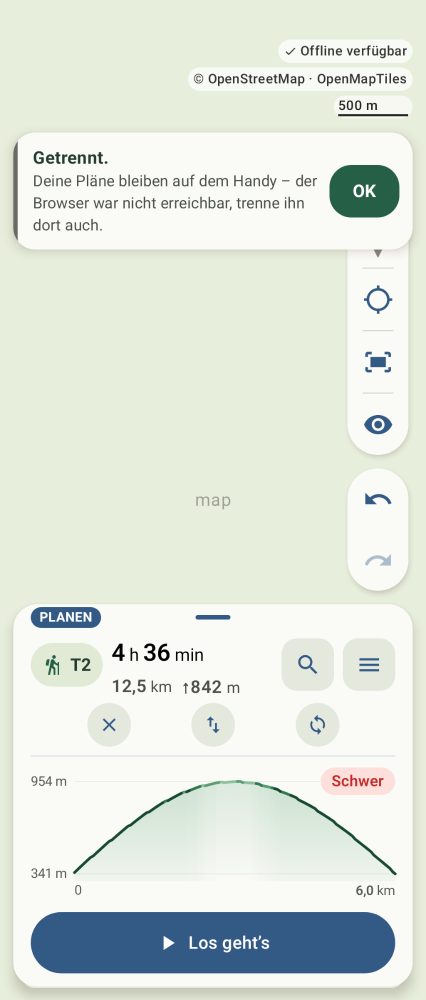 ✓ Offline verfügbar
© OpenStreetMap · OpenMapTiles
500 m
Getrennt.
Deine Pläne bleiben auf dem Handy – der
Browser war nicht erreichbar, trenne ihn
dort auch.
OK
map
PLANEN
T2
4 h 36 min
12,5 km ↑842 m
954 m
Schwer
341 m
0
6,0 km
Los geht’s